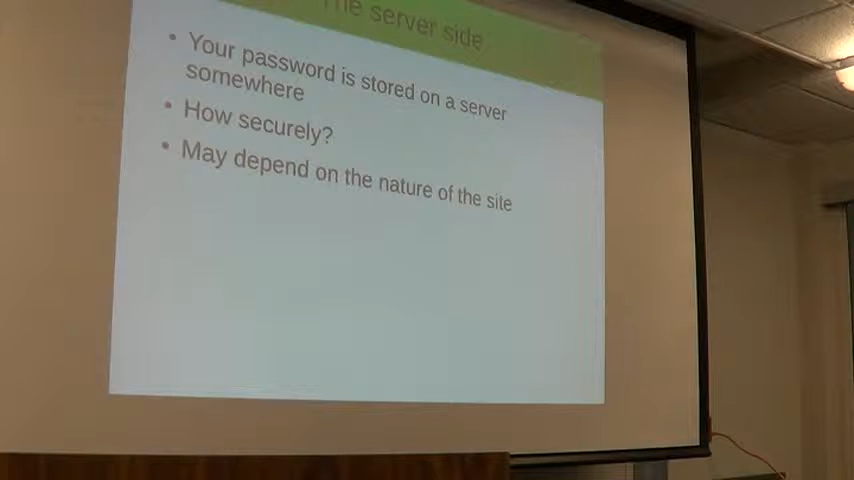 The server side
• Your password is stored on a server
somewhere
• How securely?
• May depend on the nature of the site